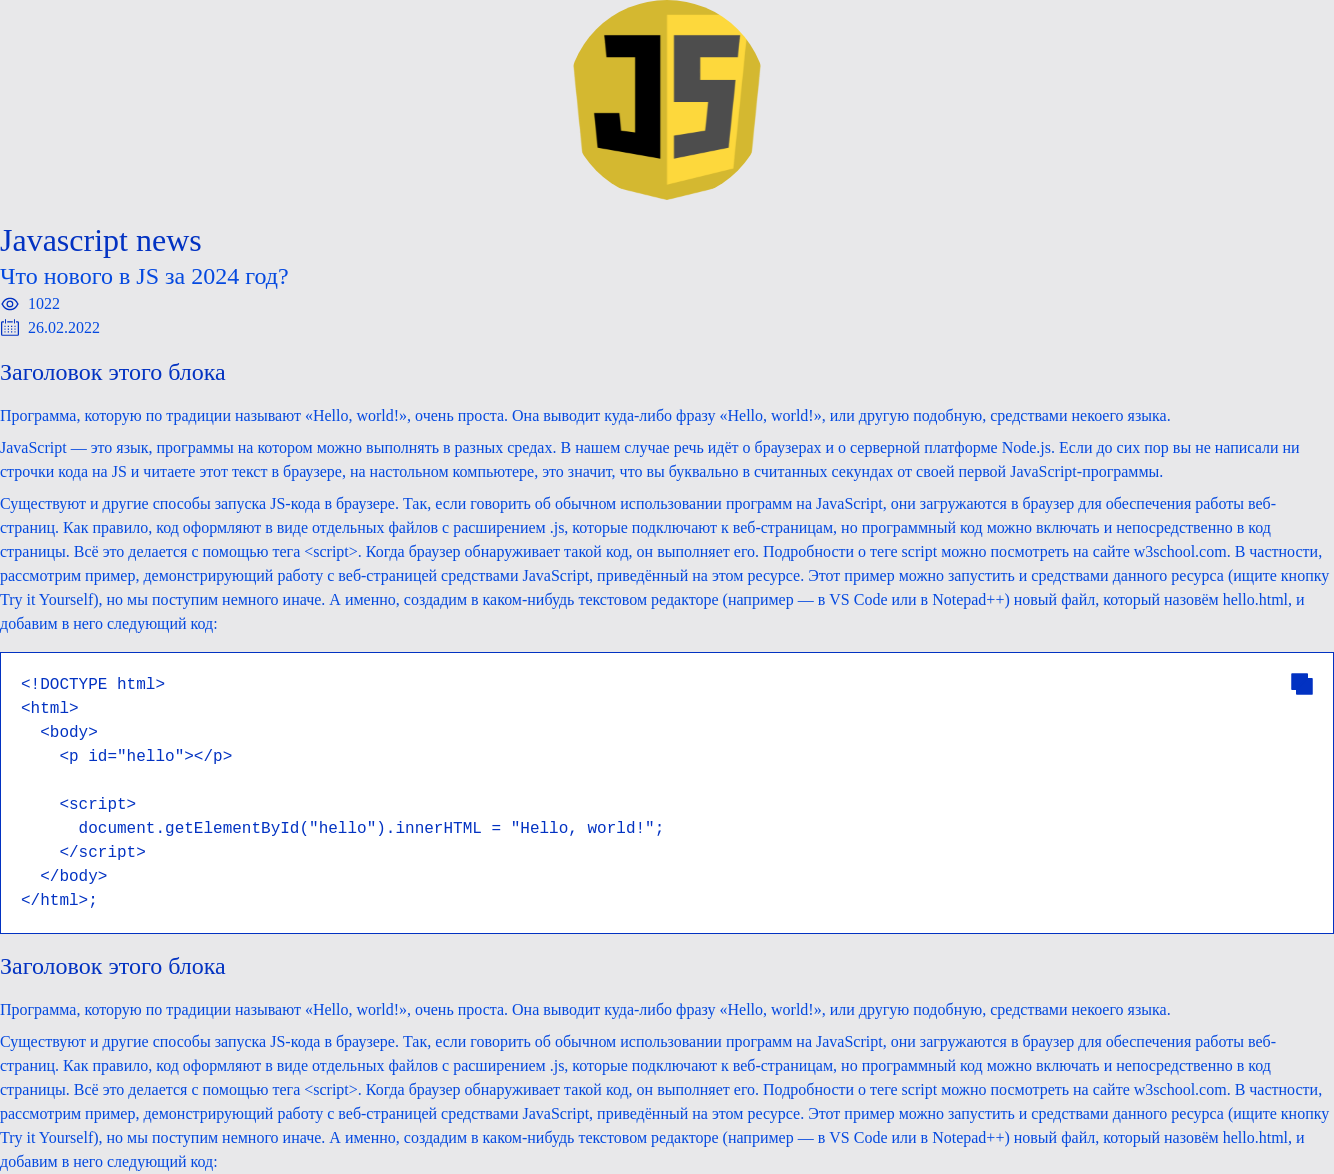 JS
Javascript news
Что нового в JS за 2024 год?
1022
26.02.2022
Заголовок этого блока
Программа, которую по традиции называют «Hello, world!», очень проста. Она выводит куда-либо фразу «Hello, world!», или другую подобную, средствами некоего языка.
JavaScript — это язык, программы на котором можно выполнять в разных средах. В нашем случае речь идёт о браузерах и о серверной платформе Node.js. Если до сих пор вы не написали ни
строчки кода на JS и читаете этот текст в браузере, на настольном компьютере, это значит, что вы буквально в считанных секундах от своей первой JavaScript-программы.
Существуют и другие способы запуска JS-кода в браузере. Так, если говорить об обычном использовании программ на JavaScript, они загружаются в браузер для обеспечения работы веб-
страниц. Как правило, код оформляют в виде отдельных файлов с расширением .js, которые подключают к веб-страницам, но программный код можно включать и непосредственно в код
страницы. Всё это делается с помощью тега <script>. Когда браузер обнаруживает такой код, он выполняет его. Подробности о теге script можно посмотреть на сайте w3school.com. В частности,
рассмотрим пример, демонстрирующий работу с веб-страницей средствами JavaScript, приведённый на этом ресурсе. Этот пример можно запустить и средствами данного ресурса (ищите кнопку
Try it Yourself), но мы поступим немного иначе. А именно, создадим в каком-нибудь текстовом редакторе (например — в VS Code или в Notepad++) новый файл, который назовём hello.html, и
добавим в него следующий код:
<!DOCTYPE html>
<html>
  <body>
    <p id="hello"></p>

    <script>
      document.getElementById("hello").innerHTML = "Hello, world!";
    </script>
  </body>
</html>;
Заголовок этого блока
Программа, которую по традиции называют «Hello, world!», очень проста. Она выводит куда-либо фразу «Hello, world!», или другую подобную, средствами некоего языка.
Существуют и другие способы запуска JS-кода в браузере. Так, если говорить об обычном использовании программ на JavaScript, они загружаются в браузер для обеспечения работы веб-
страниц. Как правило, код оформляют в виде отдельных файлов с расширением .js, которые подключают к веб-страницам, но программный код можно включать и непосредственно в код
страницы. Всё это делается с помощью тега <script>. Когда браузер обнаруживает такой код, он выполняет его. Подробности о теге script можно посмотреть на сайте w3school.com. В частности,
рассмотрим пример, демонстрирующий работу с веб-страницей средствами JavaScript, приведённый на этом ресурсе. Этот пример можно запустить и средствами данного ресурса (ищите кнопку
Try it Yourself), но мы поступим немного иначе. А именно, создадим в каком-нибудь текстовом редакторе (например — в VS Code или в Notepad++) новый файл, который назовём hello.html, и
добавим в него следующий код: